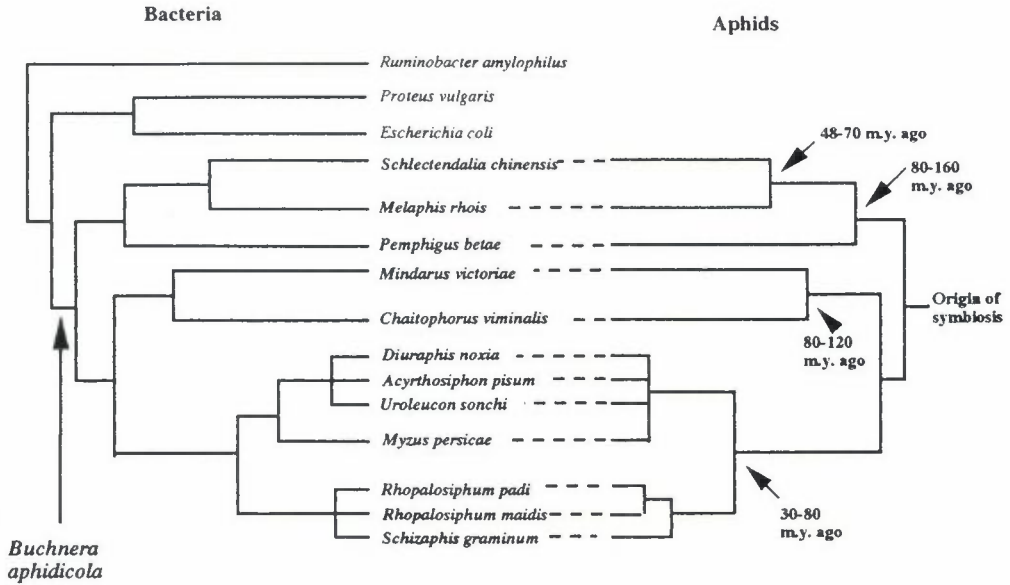 Bacteria
Aphids
Ruminobacter amylophilus
Proteus vulgaris
Escherichia coli
48-70 m.y. ago
Schlectendalia chinensis
80-160
m.y. ago
Melaphis rhois
Pemphigus betae
Mindarus victoriae
Origin of
symbiosis
Chaitophorus viminalis
80-120
m.y. ago
Diuraphis noxia
Acyrthosiphon pisum
Uroleucon sonchi
Myzus persicae
Rhopalosiphum padi
Rhopalosiphum maidis
Schizaphis graminum
30-80
m.y. ago
Buchnera
aphidicola